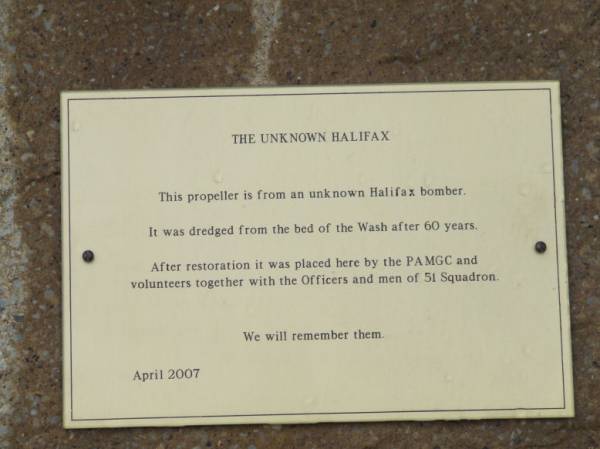 THE UNKNOWN HALIFAX
This propeller is from an unknown Halifax bomber.
It was dredged from the bed of the Wash after 60 years.
After restoration it was placed here by the PAMGC and
volunteers together with the Officers and men of 51 Squadron.
We will remember them.
April 2007